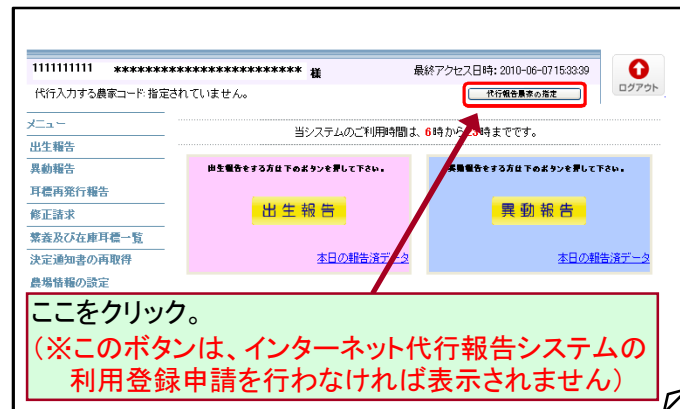 1111111111 ************************** 様
最終アクセス日時: 2010-06-07 15:33:39
ログアウト
代行入力する農家コード: 指定されていません。
代行報告農家の指定
メニュー
当システムのご利用時間は、6時から23時までです。
出生報告
異動報告
耳標再発行報告
修正請求
繁養及び在庫耳標一覧
決定通知書の再取得
農場情報の設定
出生報告をする方は下のボタンを押して下さい。
出生報告
本日の報告済データ
異動報告をする方は下のボタンを押して下さい。
異動報告
本日の報告済データ
ここをクリック。
(※このボタンは、インターネット代行報告システムの
利用登録申請を行わなければ表示されません)